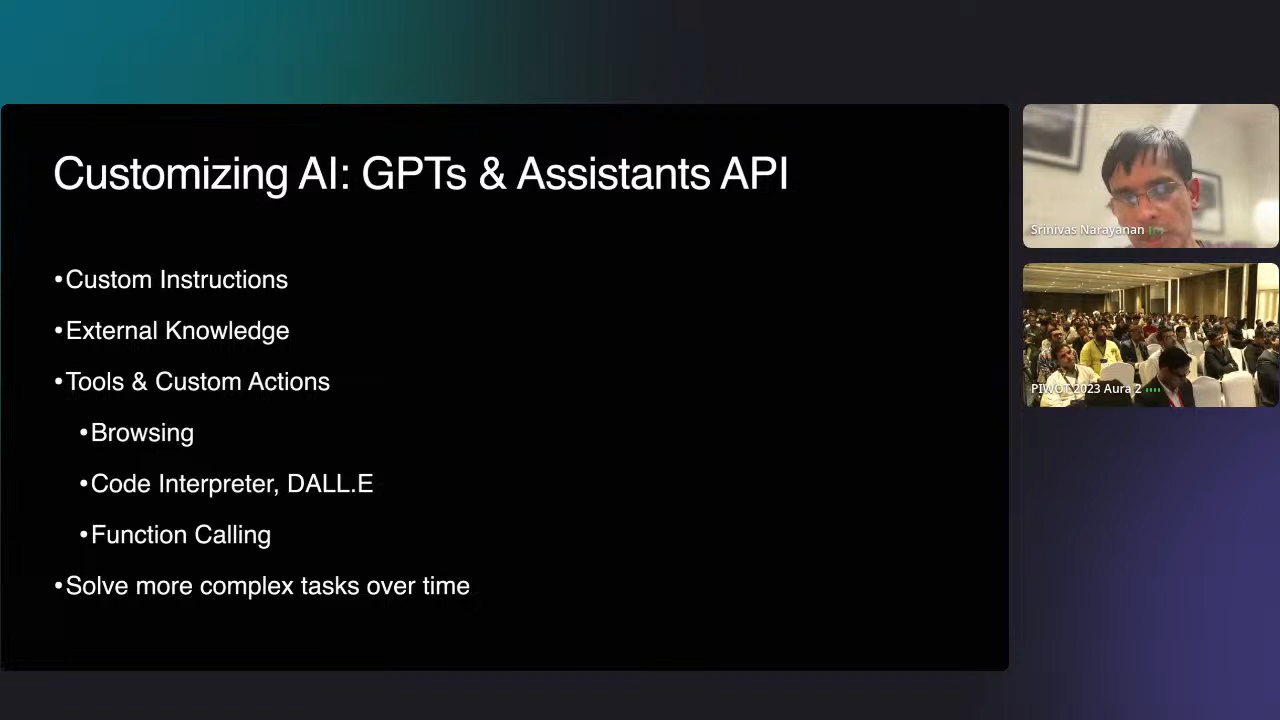 Customizing AI: GPTs & Assistants API
•Custom Instructions
•External Knowledge
•Tools & Custom Actions
•Browsing
•Code Interpreter, DALL.E
•Function Calling
•Solve more complex tasks over time
Srinivas Narayanan
PIWOT 2023 Aura 2